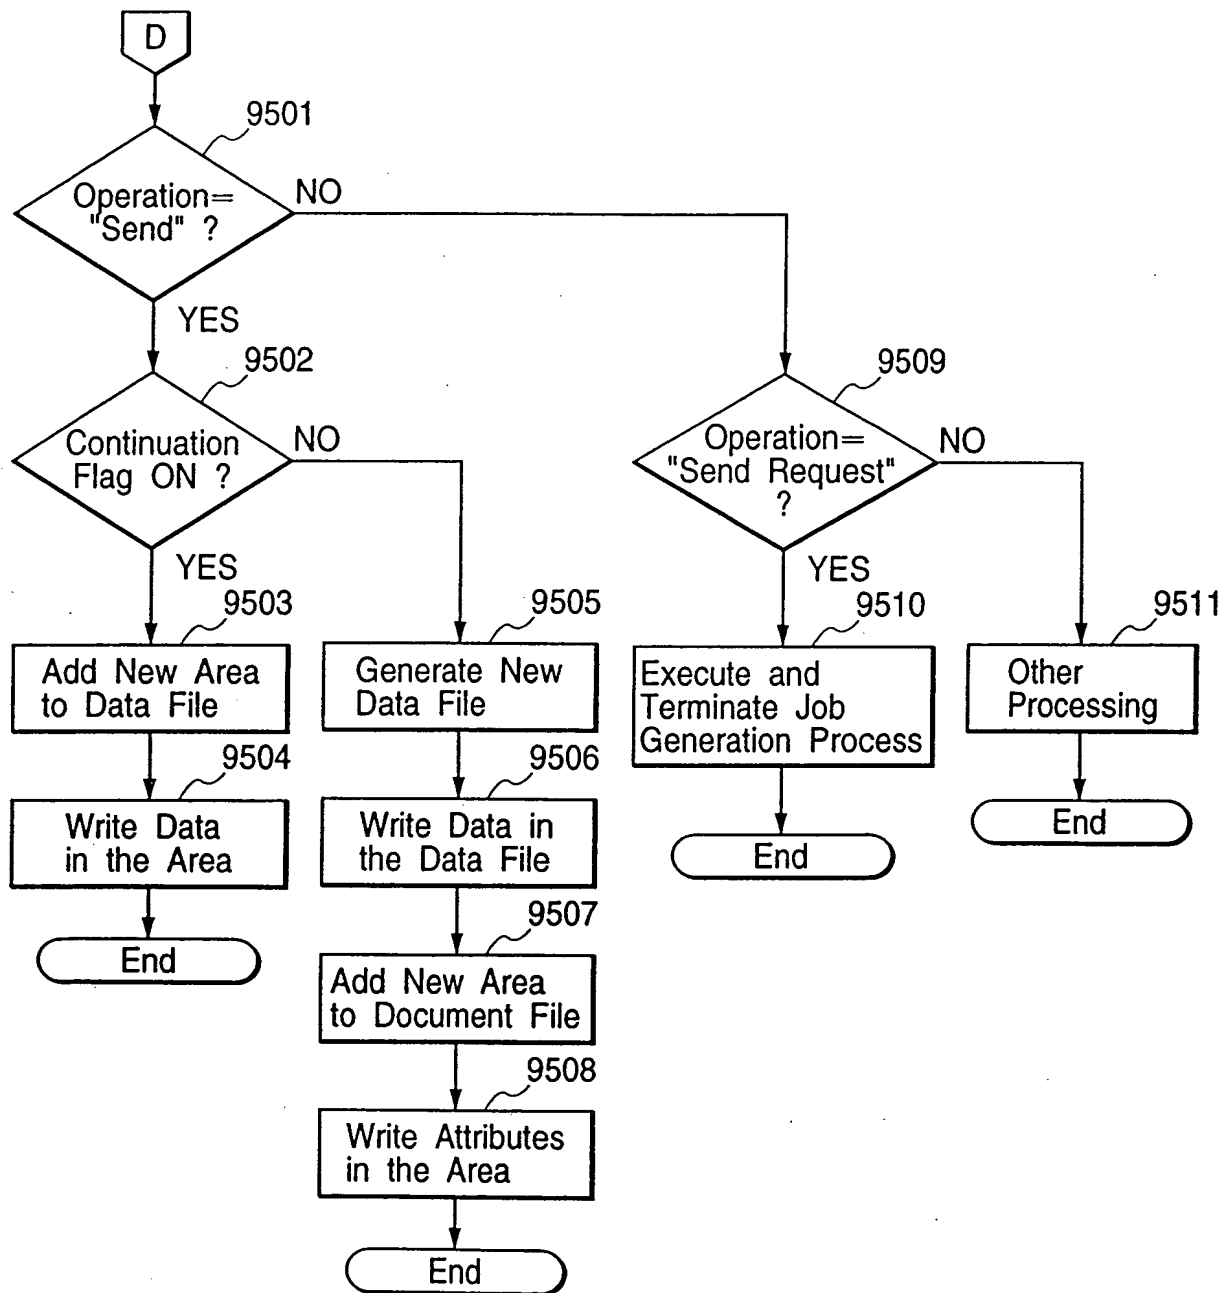 D
9501
Operation=
"Send" ?
NO
YES
9502
Continuation
Flag ON ?
NO
YES
9509
Operation=
"Send Request"
?
NO
YES
9503
Add New Area
to Data File
9504
Write Data
in the Area
End
9505
Generate New
Data File
9506
Write Data in
the Data File
9507
Add New Area
to Document File
9508
Write Attributes
in the Area
End
9510
Execute and
Terminate Job
Generation Process
End
9511
Other
Processing
End